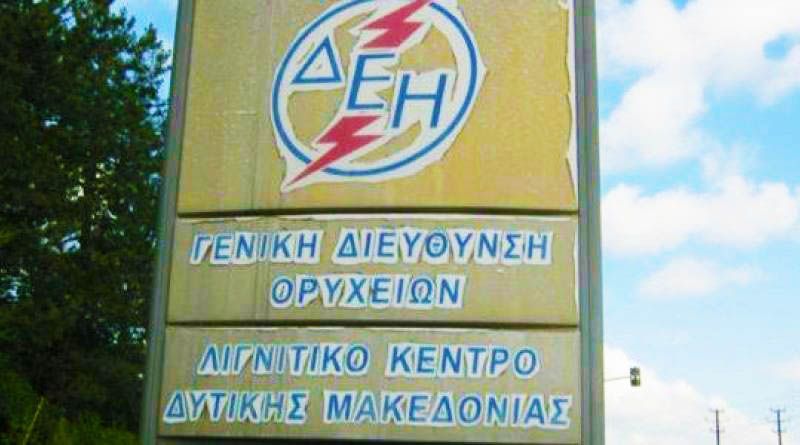 ΔΕΗ
ΓΕΝΙΚΗ ΔΙΕΥΘΥΝΣΗ
ΟΡΥΧΕΙΩΝ
ΛΙΓΝΙΤΙΚΟ ΚΕΝΤΡΟ
ΔΥΤΙΚΗΣ ΜΑΚΕΔΟΝΙΑΣ